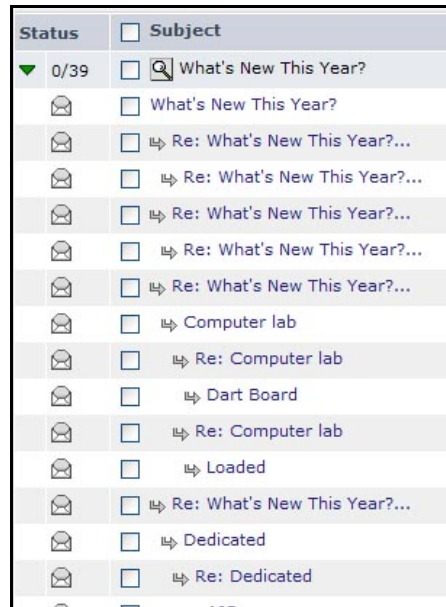 Status Subject
0/39 What's New This Year?
What's New This Year?
Re: What's New This Year?...
Re: What's New This Year?...
Re: What's New This Year?...
Re: What's New This Year?...
Re: What's New This Year?...
Computer lab
Re: Computer lab
Dart Board
Re: Computer lab
Loaded
Re: What's New This Year?...
Dedicated
Re: Dedicated